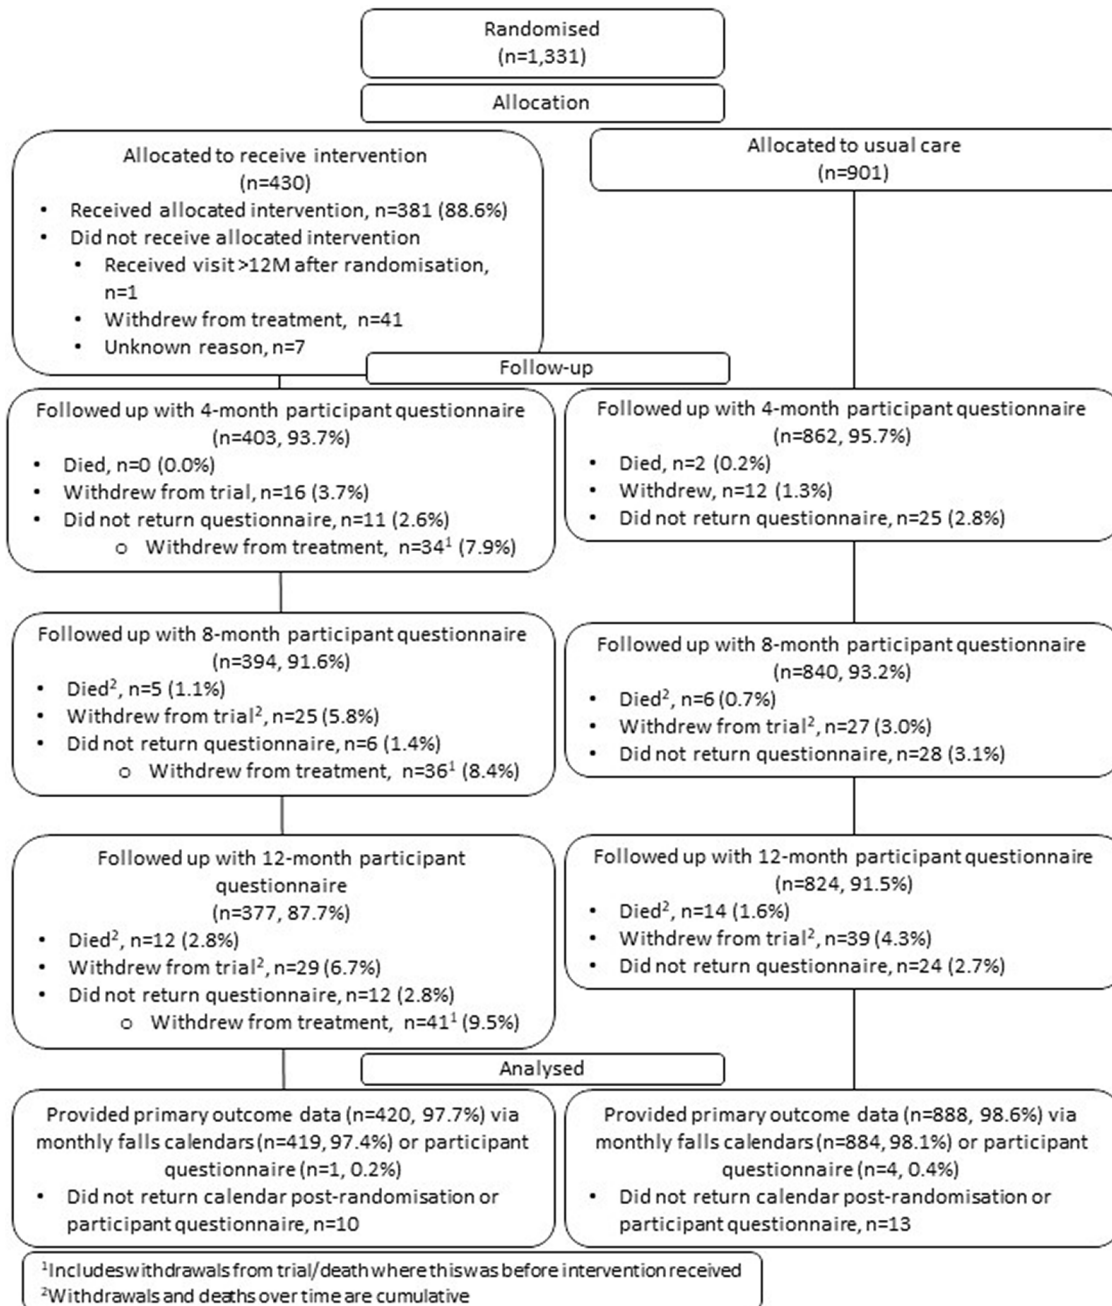 Randomised
(n=1,331)
Allocation
Allocated to receive intervention
(n=430)
• Received allocated intervention, n=381 (88.6%)
• Did not receive allocated intervention
• Received visit >12M after randomisation,
n=1
• Withdrew from treatment, n=41
• Unknown reason, n=7
Allocated to usual care
(n=901)
Follow-up
Followed up with 4-month participant questionnaire
(n=403, 93.7%)
• Died, n=0 (0.0%)
• Withdrew from trial, n=16 (3.7%)
• Did not return questionnaire, n=11 (2.6%)
o Withdrew from treatment, n=34¹ (7.9%)
Followed up with 4-month participant questionnaire
(n=862, 95.7%)
• Died, n=2 (0.2%)
• Withdrew, n=12 (1.3%)
• Did not return questionnaire, n=25 (2.8%)
Followed up with 8-month participant questionnaire
(n=394, 91.6%)
• Died², n=5 (1.1%)
• Withdrew from trial², n=25 (5.8%)
• Did not return questionnaire, n=6 (1.4%)
o Withdrew from treatment, n=36¹ (8.4%)
Followed up with 8-month participant questionnaire
(n=840, 93.2%)
• Died², n=6 (0.7%)
• Withdrew from trial², n=27 (3.0%)
• Did not return questionnaire, n=28 (3.1%)
Followed up with 12-month participant
questionnaire
(n=377, 87.7%)
• Died², n=12 (2.8%)
• Withdrew from trial², n=29 (6.7%)
• Did not return questionnaire, n=12 (2.8%)
o Withdrew from treatment, n=41¹ (9.5%)
Followed up with 12-month participant questionnaire
(n=824, 91.5%)
• Died², n=14 (1.6%)
• Withdrew from trial², n=39 (4.3%)
• Did not return questionnaire, n=24 (2.7%)
Analysed
Provided primary outcome data (n=420, 97.7%) via
monthly falls calendars (n=419, 97.4%) or participant
questionnaire (n=1, 0.2%)
• Did not return calendar post-randomisation or
participant questionnaire, n=10
Provided primary outcome data (n=888, 98.6%) via
monthly falls calendars (n=884, 98.1%) or participant
questionnaire (n=4, 0.4%)
• Did not return calendar post-randomisation or
participant questionnaire, n=13
¹Includes withdrawals from trial/death where this was before intervention received
²Withdrawals and deaths over time are cumulative